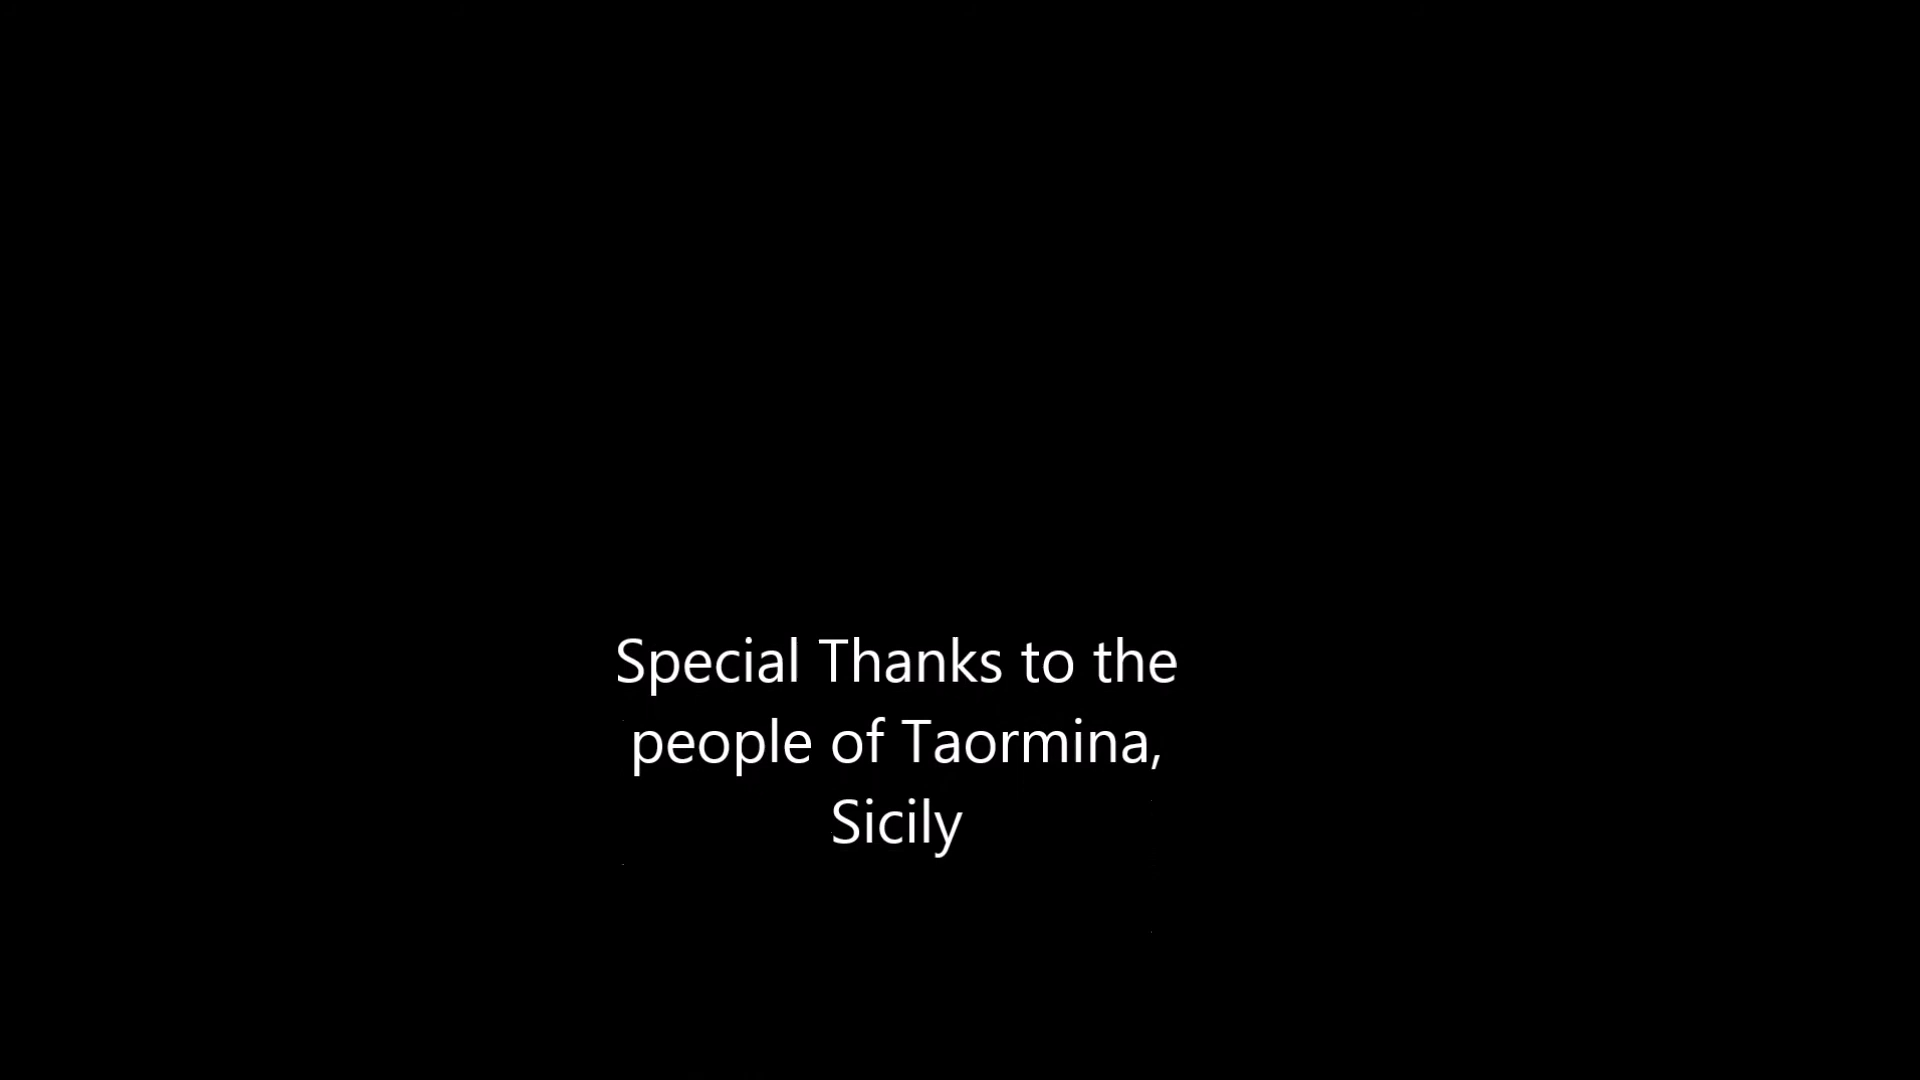 Special Thanks to the
people of Taormina,
Sicily